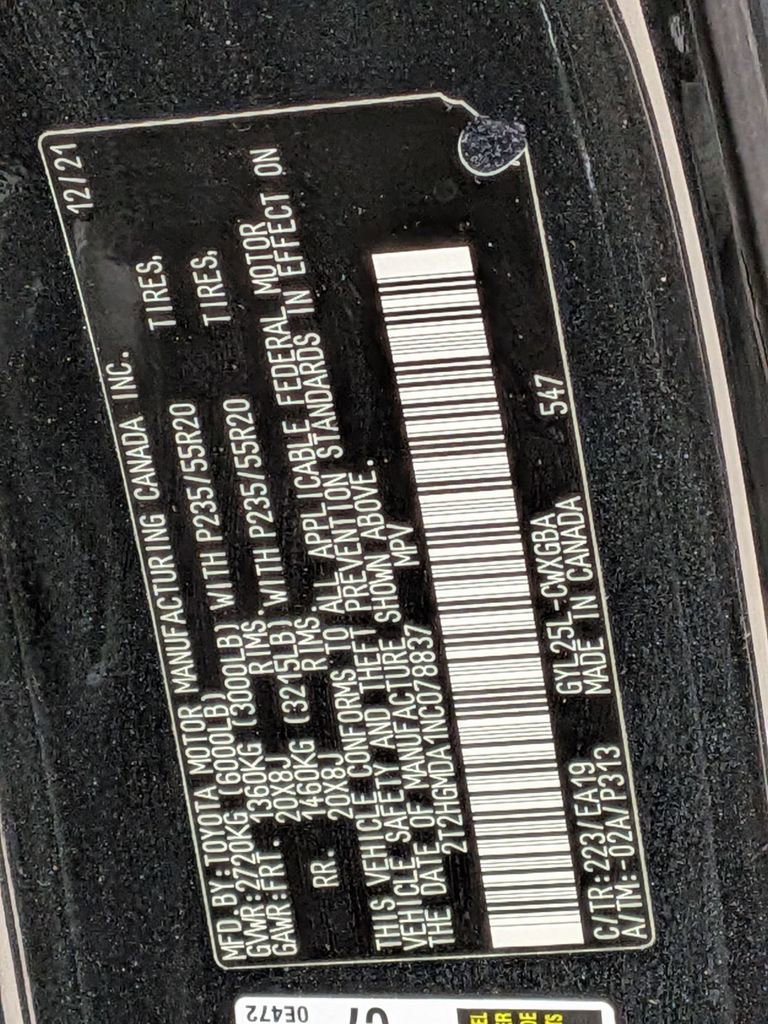 MFD.BY:TOYOTA MOTOR MANUFACTURING CANADA INC. 12/21
GVWR:2720KG (6000LB)
GAWR:FRT. 1360KG (3000LB) WITH P235/55R20 TIRES,
20X8J RIMS.
RR. 1460KG (3215LB) WITH P235/55R20 TIRES,
20X8J RIMS.
THIS VEHICLE CONFORMS TO ALL APPLICABLE FEDERAL MOTOR
VEHICLE SAFETY AND THEFT PREVENTION STANDARDS IN EFFECT ON
THE DATE OF MANUFACTURE SHOWN ABOVE.
2T2HGMDA1NC078837 MPV
C/TR:223/EA19 GYL25L-CWXGBA 547
A/TM:-02A/P313 MADE IN CANADA
0E472